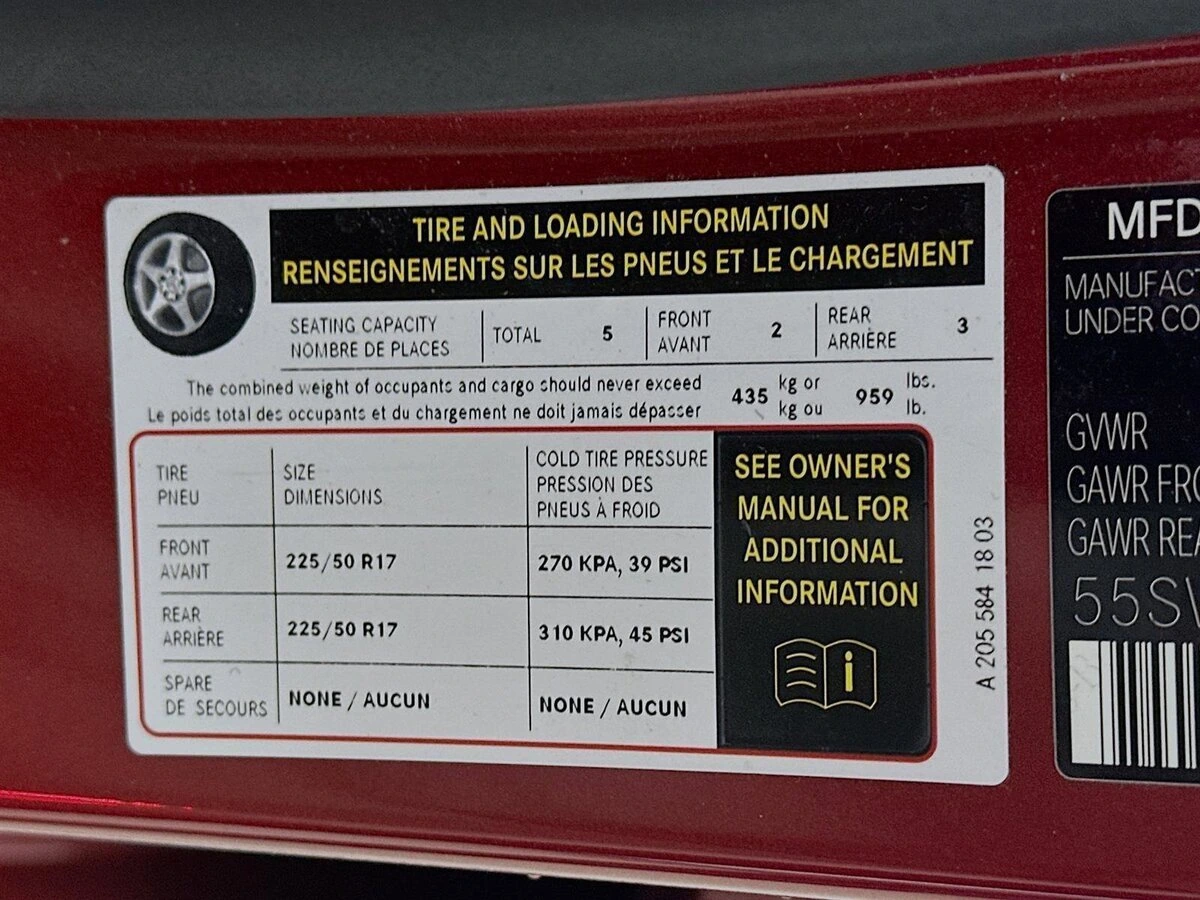 TIRE AND LOADING INFORMATION
RENSEIGNEMENTS SUR LES PNEUS ET LE CHARGEMENT
SEATING CAPACITY
NOMBRE DE PLACES
TOTAL 5
FRONT
AVANT
2
REAR
ARRIÈRE
3
The combined weight of occupants and cargo should never exceed
Le poids total des occupants et du chargement ne doit jamais dépasser
435
kg or
kg ou
959
lbs.
lb.
TIRE
PNEU
SIZE
DIMENSIONS
COLD TIRE PRESSURE
PRESSION DES
PNEUS À FROID
FRONT
AVANT
225/50 R17
270 KPA, 39 PSI
REAR
ARRIÈRE
225/50 R17
310 KPA, 45 PSI
SPARE
DE SECOURS
NONE / AUCUN
NONE / AUCUN
SEE OWNER'S
MANUAL FOR
ADDITIONAL
INFORMATION
i
A 205 584 18 03
MFD
MANUFACT
UNDER CO
GVWR
GAWR FRO
GAWR REA
55S